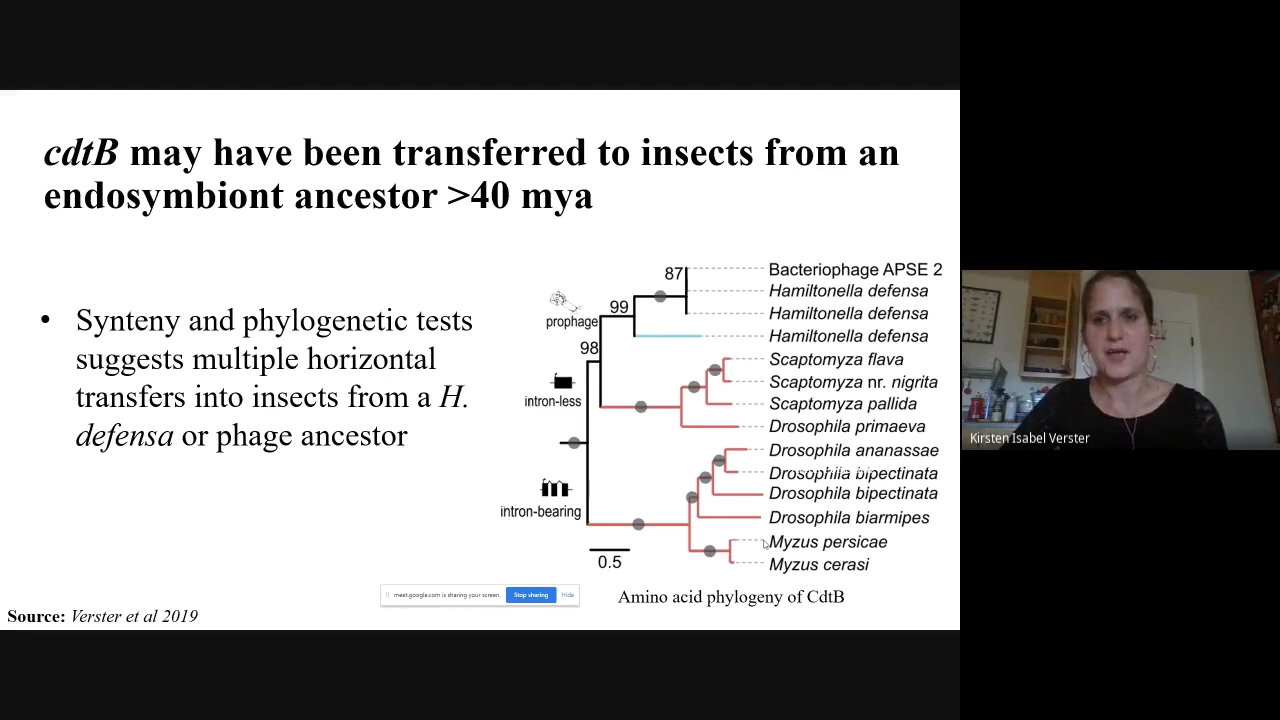 cdtB may have been transferred to insects from an
endosymbiont ancestor >40 mya
• Synteny and phylogenetic tests
suggests multiple horizontal
transfers into insects from a H.
defensa or phage ancestor
87
99
98
prophage
intron-less
intron-bearing
0.5
Bacteriophage APSE 2
Hamiltonella defensa
Hamiltonella defensa
Hamiltonella defensa
Scaptomyza flava
Scaptomyza nr. nigrita
Scaptomyza pallida
Drosophila primaeva
Drosophila ananassae
Drosophila bipectinata
Drosophila bipectinata
Drosophila biarmipes
Myzus persicae
Myzus cerasi
Amino acid phylogeny of CdtB
meet.google.com is sharing your screen.
Stop sharing
Hide
Source: Verster et al 2019
Kirsten Isabel Verster